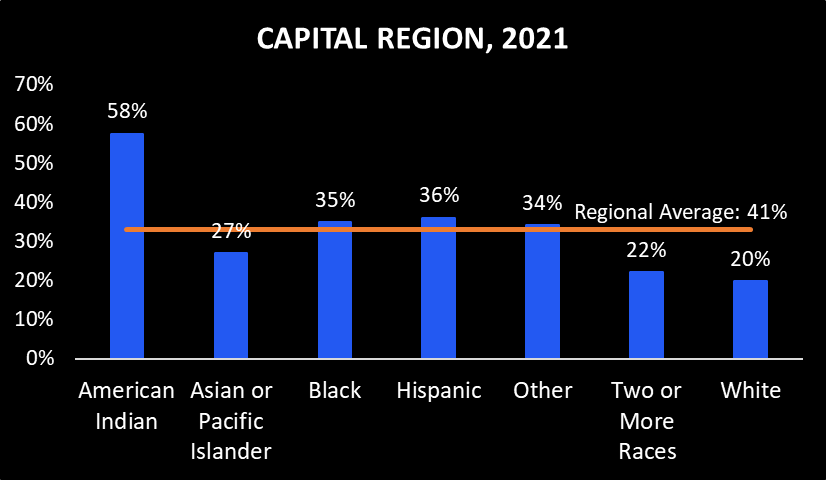 CAPITAL REGION, 2021
70%
60%
50%
40%
30%
20%
10%
0%
58%
27%
35%
36%
34%
Regional Average: 41%
22%
20%
American Indian
Asian or Pacific Islander
Black
Hispanic
Other
Two or More Races
White